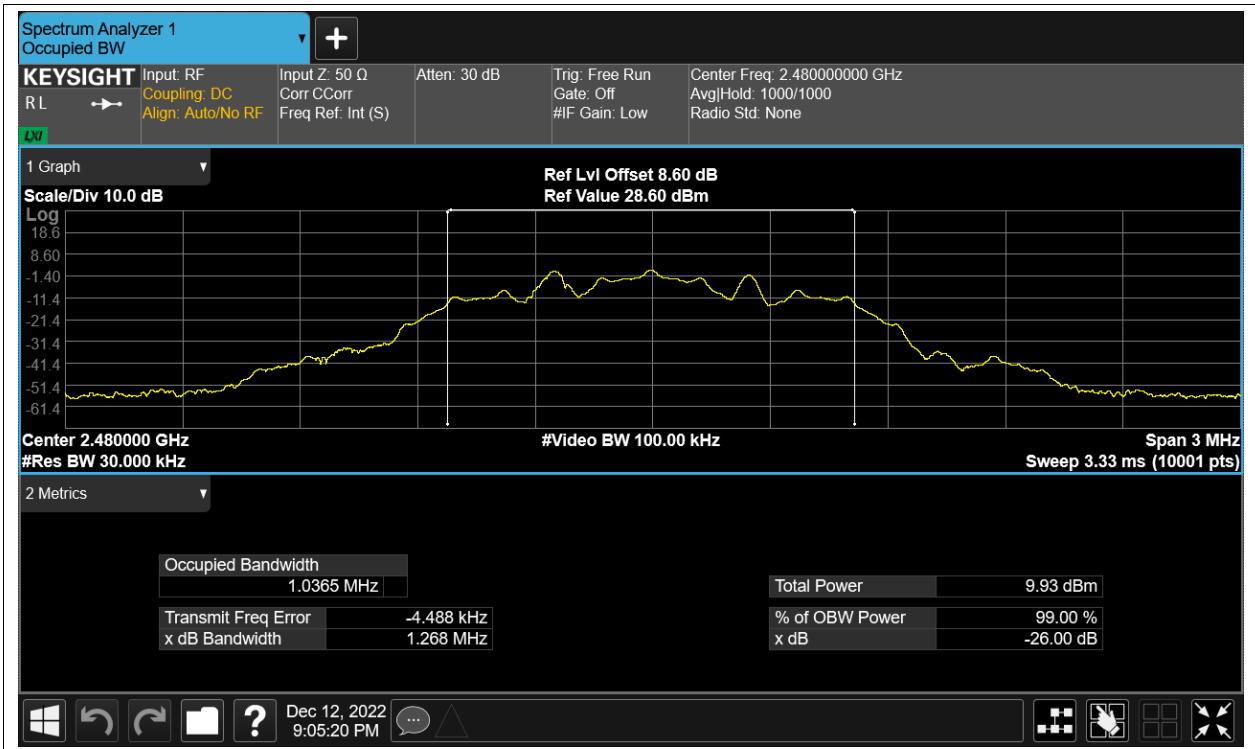 Spectrum Analyzer 1
Occupied BW
KEYSIGHT
R L
LXI
Input: RF
Coupling: DC
Align: Auto/No RF
Input Z: 50 Ω
Corr CCorr
Freq Ref: Int (S)
Atten: 30 dB
Trig: Free Run
Gate: Off
#IF Gain: Low
Center Freq: 2.480000000 GHz
Avg|Hold: 1000/1000
Radio Std: None
1 Graph
Scale/Div 10.0 dB
Ref Lvl Offset 8.60 dB
Ref Value 28.60 dBm
Log
18.6
8.60
-1.40
-11.4
-21.4
-31.4
-41.4
-51.4
-61.4
Center 2.480000 GHz
#Video BW 100.00 kHz
Span 3 MHz
#Res BW 30.000 kHz
Sweep 3.33 ms (10001 pts)
2 Metrics
Occupied Bandwidth
1.0365 MHz
Total Power 9.93 dBm
Transmit Freq Error -4.488 kHz
% of OBW Power 99.00 %
x dB Bandwidth 1.268 MHz
x dB -26.00 dB
?
Dec 12, 2022
9:05:20 PM